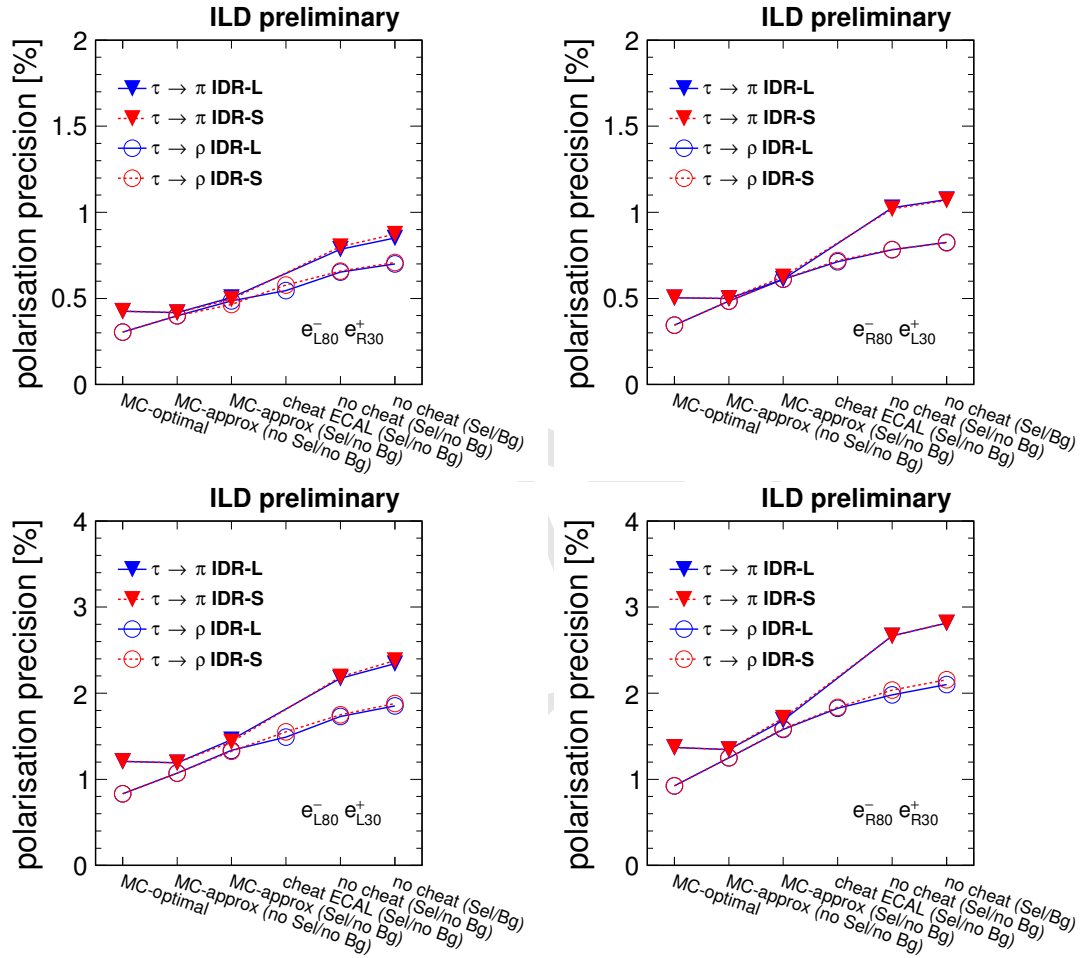 ILD preliminary
polarisation precision [%]
2
1.5
1
0.5
0
τ → π IDR-L
τ → π IDR-S
τ → ρ IDR-L
τ → ρ IDR-S
e⁻L80 e⁺R30
MC-optimal
MC-approx (no Sel/no Bg)
MC-approx (Sel/no Bg)
cheat ECAL (Sel/no Bg)
no cheat (Sel/no Bg)
no cheat (Sel/Bg)
ILD preliminary
polarisation precision [%]
2
1.5
1
0.5
0
τ → π IDR-L
τ → π IDR-S
τ → ρ IDR-L
τ → ρ IDR-S
e⁻R80 e⁺L30
MC-optimal
MC-approx (no Sel/no Bg)
MC-approx (Sel/no Bg)
cheat ECAL (Sel/no Bg)
no cheat (Sel/no Bg)
no cheat (Sel/Bg)
ILD preliminary
polarisation precision [%]
4
3
2
1
0
τ → π IDR-L
τ → π IDR-S
τ → ρ IDR-L
τ → ρ IDR-S
e⁻L80 e⁺L30
MC-optimal
MC-approx (no Sel/no Bg)
MC-approx (Sel/no Bg)
cheat ECAL (Sel/no Bg)
no cheat (Sel/no Bg)
no cheat (Sel/Bg)
ILD preliminary
polarisation precision [%]
4
3
2
1
0
τ → π IDR-L
τ → π IDR-S
τ → ρ IDR-L
τ → ρ IDR-S
e⁻R80 e⁺R30
MC-optimal
MC-approx (no Sel/no Bg)
MC-approx (Sel/no Bg)
cheat ECAL (Sel/no Bg)
no cheat (Sel/no Bg)
no cheat (Sel/Bg)